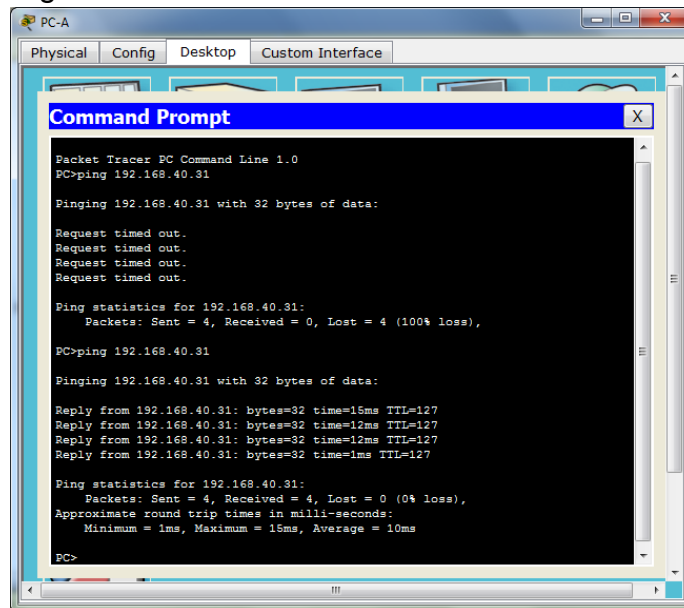 PC-A
Physical Config Desktop Custom Interface
Command Prompt
X
Packet Tracer PC Command Line 1.0
PC>ping 192.168.40.31
Pinging 192.168.40.31 with 32 bytes of data:
Request timed out.
Request timed out.
Request timed out.
Request timed out.
Ping statistics for 192.168.40.31:
Packets: Sent = 4, Received = 0, Lost = 4 (100% loss),
PC>ping 192.168.40.31
Pinging 192.168.40.31 with 32 bytes of data:
Reply from 192.168.40.31: bytes=32 time=15ms TTL=127
Reply from 192.168.40.31: bytes=32 time=12ms TTL=127
Reply from 192.168.40.31: bytes=32 time=12ms TTL=127
Reply from 192.168.40.31: bytes=32 time=1ms TTL=127
Ping statistics for 192.168.40.31:
Packets: Sent = 4, Received = 4, Lost = 0 (0% loss),
Approximate round trip times in milli-seconds:
Minimum = 1ms, Maximum = 15ms, Average = 10ms
PC>